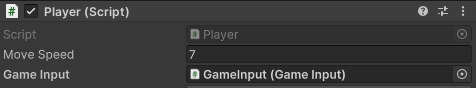 Player (Script)
Script Player
Move Speed 7
Game Input GameInput (Game Input)